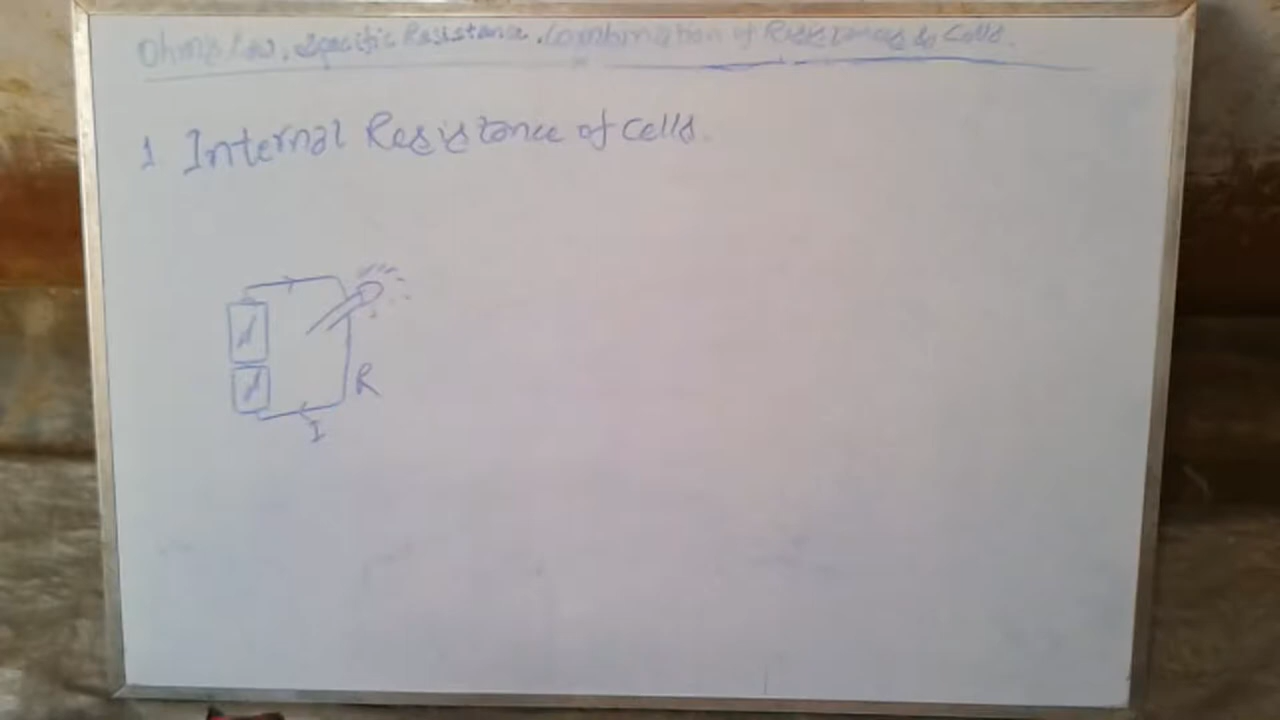 Ohm's Law, Specific Resistance, Combination of Resistances & Cells.
1 Internal Resistance of Cells.
R
I